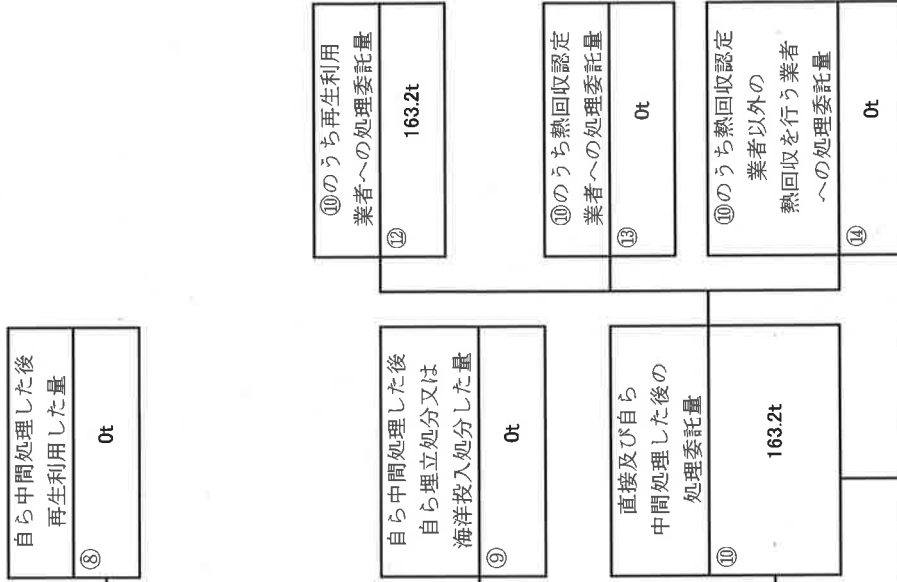 自ら中間処理した後
再生利用した量
⑧
0t
自ら中間処理した後
自ら埋立処分又は
海洋投入処分した量
⑨
0t
直接及び自ら
中間処理した後の
処理委託量
⑩
163.2t
⑩のうち再生利用
業者への処理委託量
⑫
163.2t
⑩のうち熱回収認定
業者への処理委託量
⑬
0t
⑩のうち熱回収認定
業者以外の
熱回収を行う業者
への処理委託量
⑭
0t